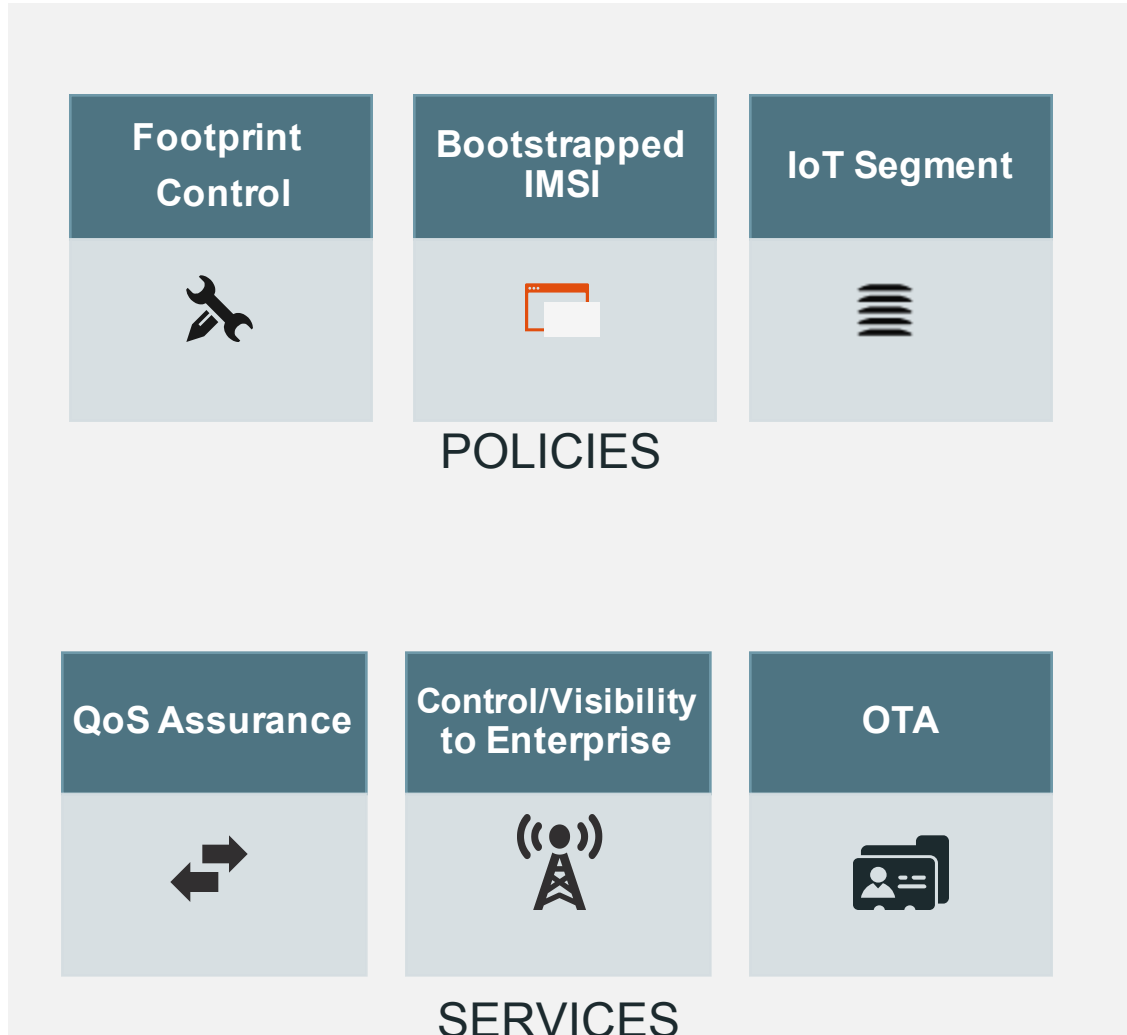 Footprint
Control
Bootstrapped
IMSI
IoT Segment
POLICIES
QoS Assurance
Control/Visibility
to Enterprise
OTA
SERVICES